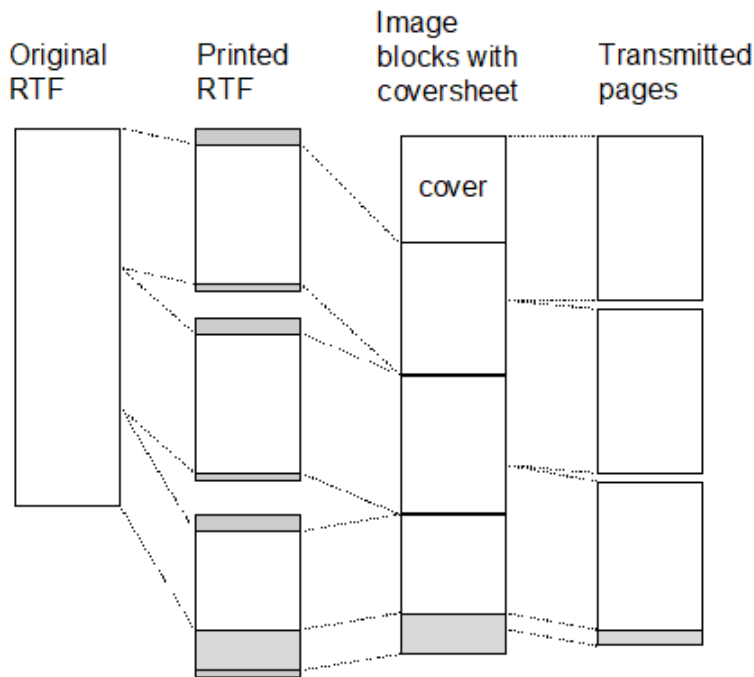 Original
RTF
Printed
RTF
Image
blocks with
coversheet
Transmitted
pages
cover